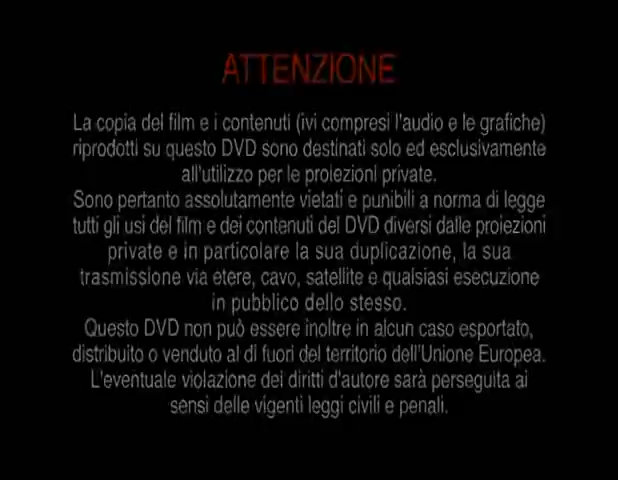 ATTENZIONE
La copia del film e i contenuti (ivi compresi l'audio e le grafiche)
riprodotti su questo DVD sono destinati solo ed esclusivamente
all'utilizzo per le proiezioni private.
Sono pertanto assolutamente vietati e punibili a norma di legge
tutti gli usi del film e dei contenuti del DVD diversi dalle proiezioni
private e in particolare la sua duplicazione, la sua
trasmissione via etere, cavo, satellite e qualsiasi esecuzione
in pubblico dello stesso.
Questo DVD non può essere inoltre in alcun caso esportato,
distribuito o venduto al di fuori del territorio dell'Unione Europea.
L'eventuale violazione dei diritti d'autore sarà perseguita ai
sensi delle vigenti leggi civili e penali.